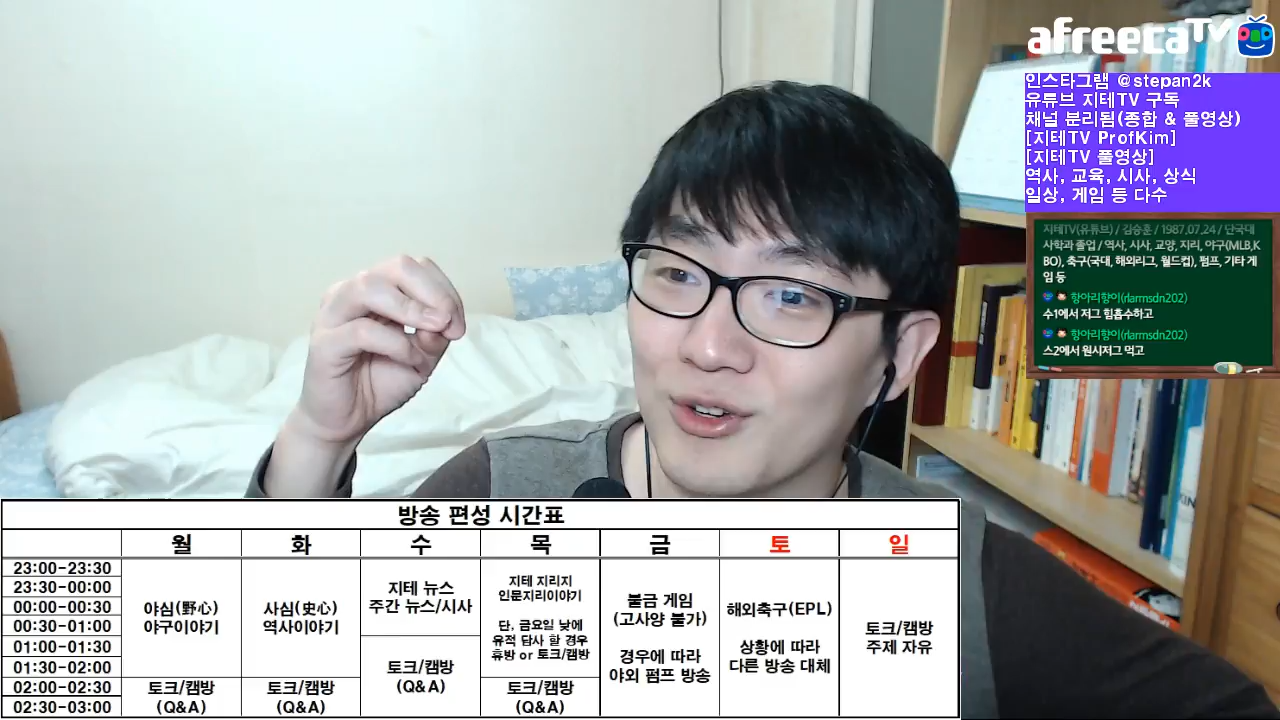 afreecaTV
인스타그램 @stepan2k
유튜브 지테TV 구독
채널 분리됨(종합 & 풀영상)
[지테TV ProfKim]
[지테TV 풀영상]
역사, 교육, 시사, 상식
일상, 게임 등 다수
지테TV(유튜브) / 김승훈 / 1987.07.24 / 단국대
사학과 졸업 / 역사, 시사, 교양, 지리, 야구(MLB,K
BO), 축구(국대, 해외리그, 월드컵), 펌프, 기타 게
임 등
항아리항이(rlarmsdn202)
수1에서 저그 힘흡수하고
항아리항이(rlarmsdn202)
스2에서 원시저그 먹고
방송 편성 시간표
월 화 수 목 금 토 일
23:00-23:30
23:30-00:00
00:00-00:30
00:30-01:00
01:00-01:30
01:30-02:00
02:00-02:30
02:30-03:00
야심(野心)
야구이야기
토크/캠방
(Q&A)
사심(史心)
역사이야기
토크/캠방
(Q&A)
지테 뉴스
주간 뉴스/시사
토크/캠방
(Q&A)
지테 지리지
인문지리이야기
단, 금요일 낮에
유적 답사 할 경우
휴방 or 토크/캠방
토크/캠방
(Q&A)
불금 게임
(고사양 불가)
경우에 따라
야외 펌프 방송
해외축구(EPL)
상황에 따라
다른 방송 대체
토크/캠방
주제 자유